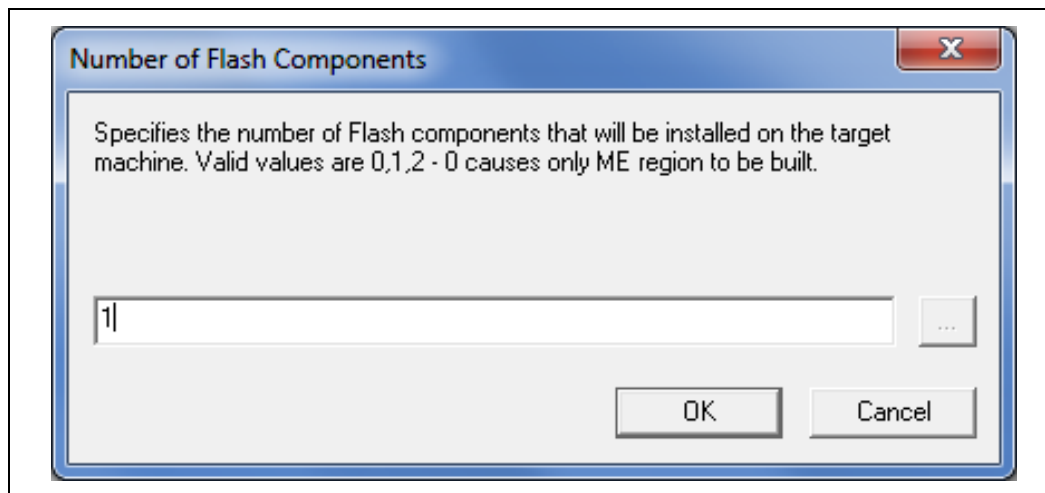 Number of Flash Components
Specifies the number of Flash components that will be installed on the target
machine. Valid values are 0,1,2 - 0 causes only ME region to be built.
1
...
OK
Cancel